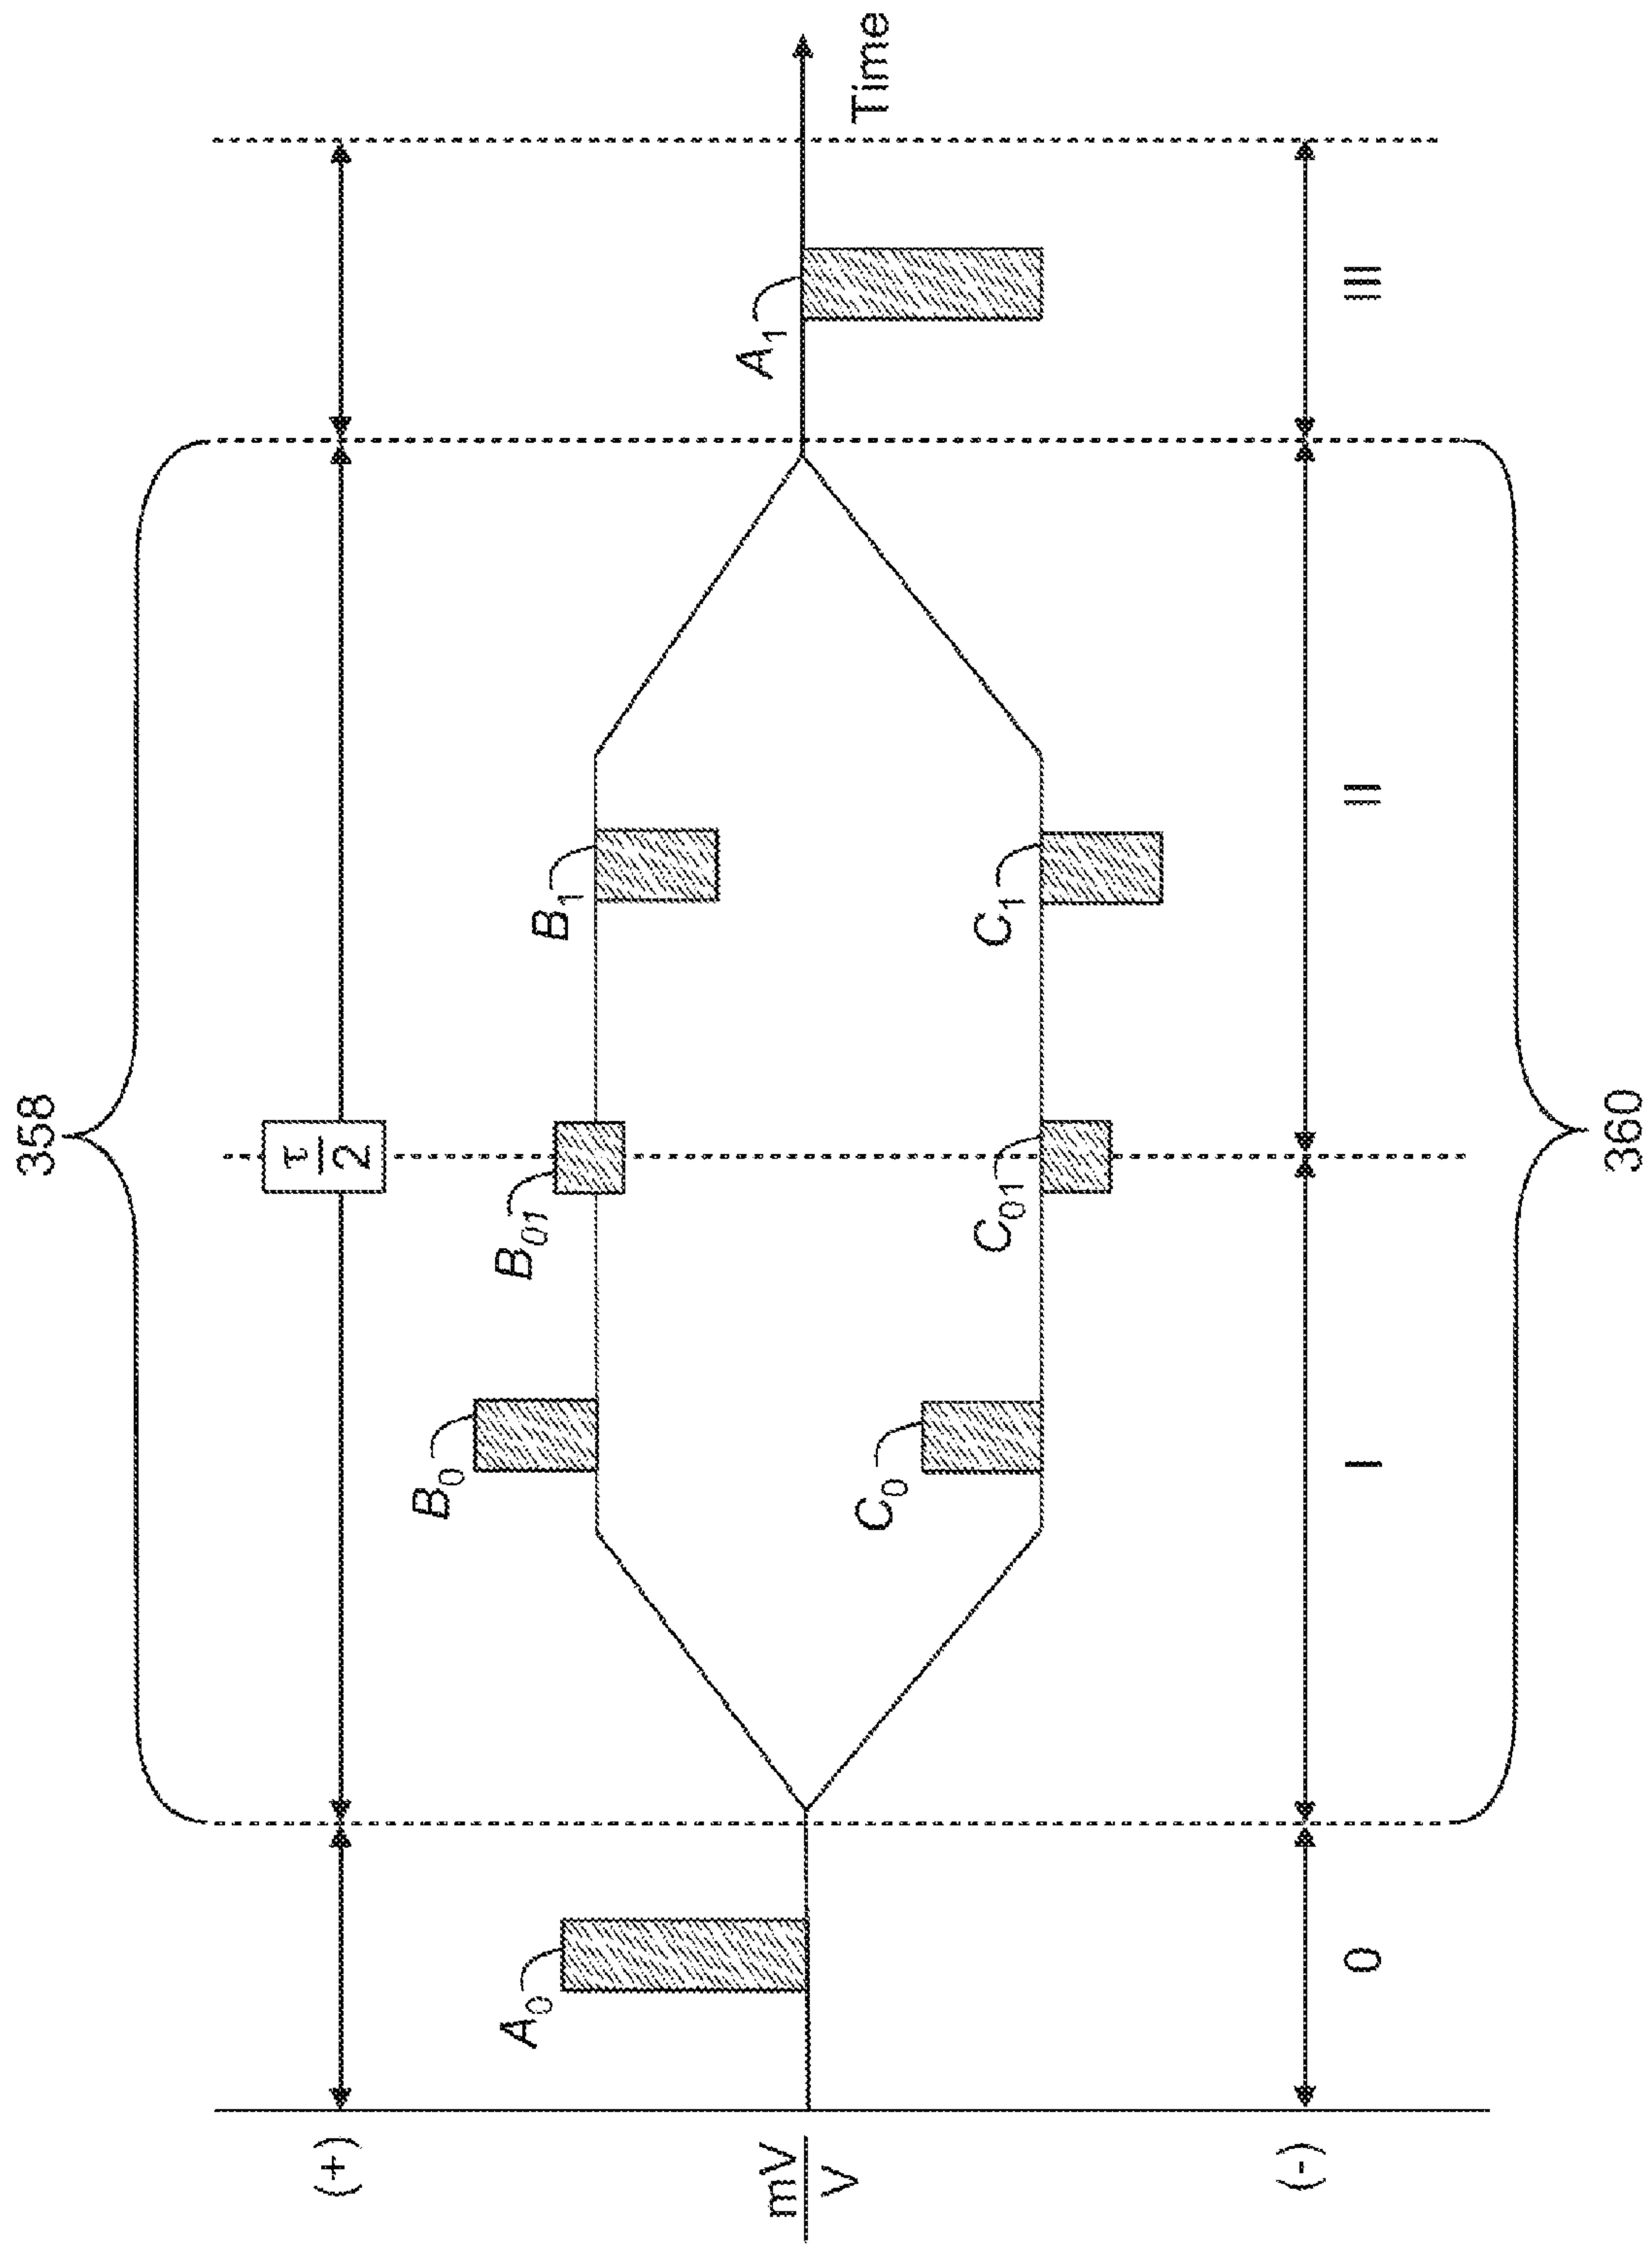 358
(+)
τ/2
B₀
B₀₁
B₁
A₀
A₁
mV/V
Time
C₀
C₀₁
C₁
(-)
0
I
II
III
360